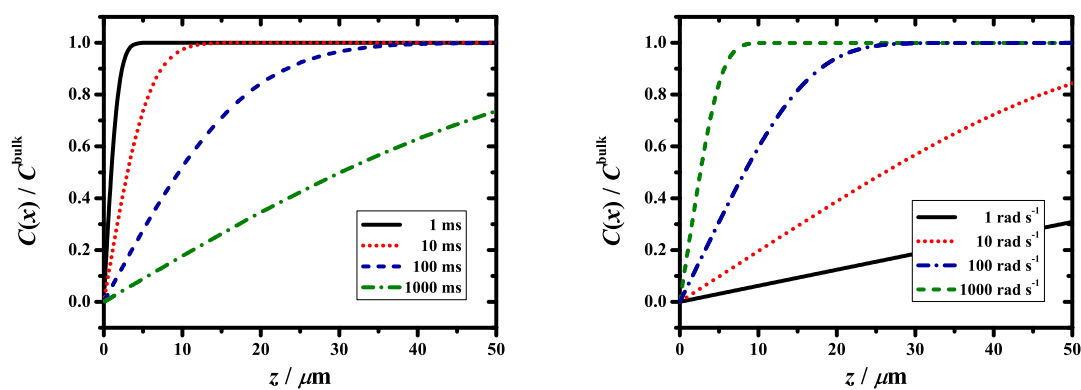 C(x) / C^bulk
1.0
0.8
0.6
0.4
0.2
0.0
0 10 20 30 40 50
z / μm
1 ms
10 ms
100 ms
1000 ms
C(x) / C^bulk
1.0
0.8
0.6
0.4
0.2
0.0
0 10 20 30 40 50
z / μm
1 rad s⁻¹
10 rad s⁻¹
100 rad s⁻¹
1000 rad s⁻¹